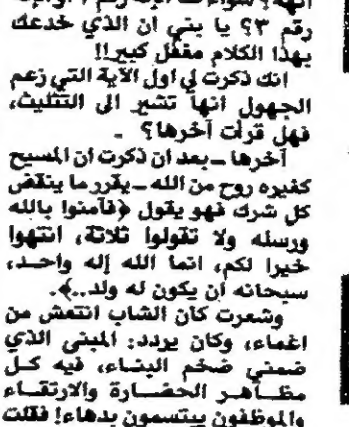 رقم ٣؟ يا بني ان الذي خدعك
بهذا الكلام مغفل كبير!!
انك ذكرت لي اول الآية التي زعم
الجهول انها تشير الى التثليث،
فهل قرأت آخرها؟ -
آخرها ـ بعد ان ذكرت ان المسيح
كغيره روح من الله ـ يقرر ما ينقض
كل شرك فهو يقول ﴿فآمنوا بالله
ورسله ولا تقولوا ثلاثة، انتهوا
خيرا لكم، انما الله إله واحد،
سبحانه أن يكون له ولد..﴾.
وشعرت كان الشاب انتعش من
اغماء، وكان يردد: المبنى الذي
ضمني ضخم البناء، فيه كل
مظاهر الحضارة والارتقاء
والموظفون يبتسمون بدهاء! فقلت